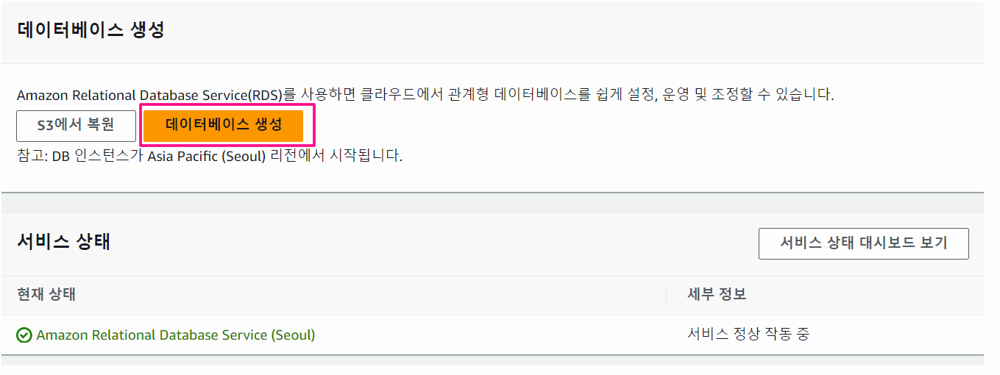 데이터베이스 생성
Amazon Relational Database Service(RDS)를 사용하면 클라우드에서 관계형 데이터베이스를 쉽게 설정, 운영 및 조정할 수 있습니다.
S3에서 복원
데이터베이스 생성
참고: DB 인스턴스가 Asia Pacific (Seoul) 리전에서 시작됩니다.
서비스 상태
서비스 상태 대시보드 보기
현재 상태
세부 정보
Amazon Relational Database Service (Seoul)
서비스 정상 작동 중